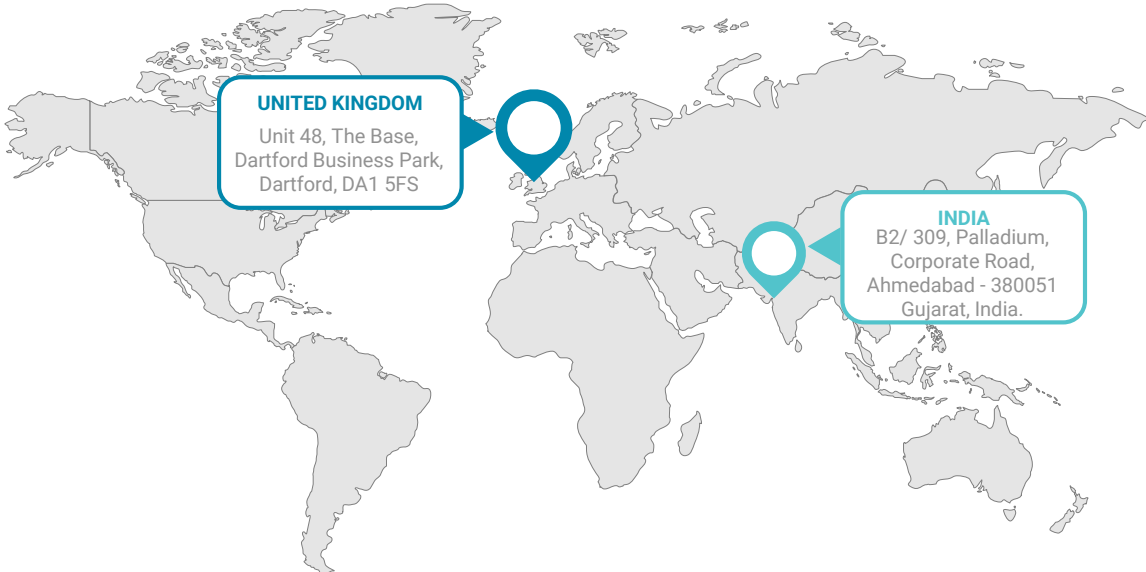 UNITED KINGDOM
Unit 48, The Base,
Dartford Business Park,
Dartford, DA1 5FS
INDIA
B2/ 309, Palladium,
Corporate Road,
Ahmedabad - 380051
Gujarat, India.